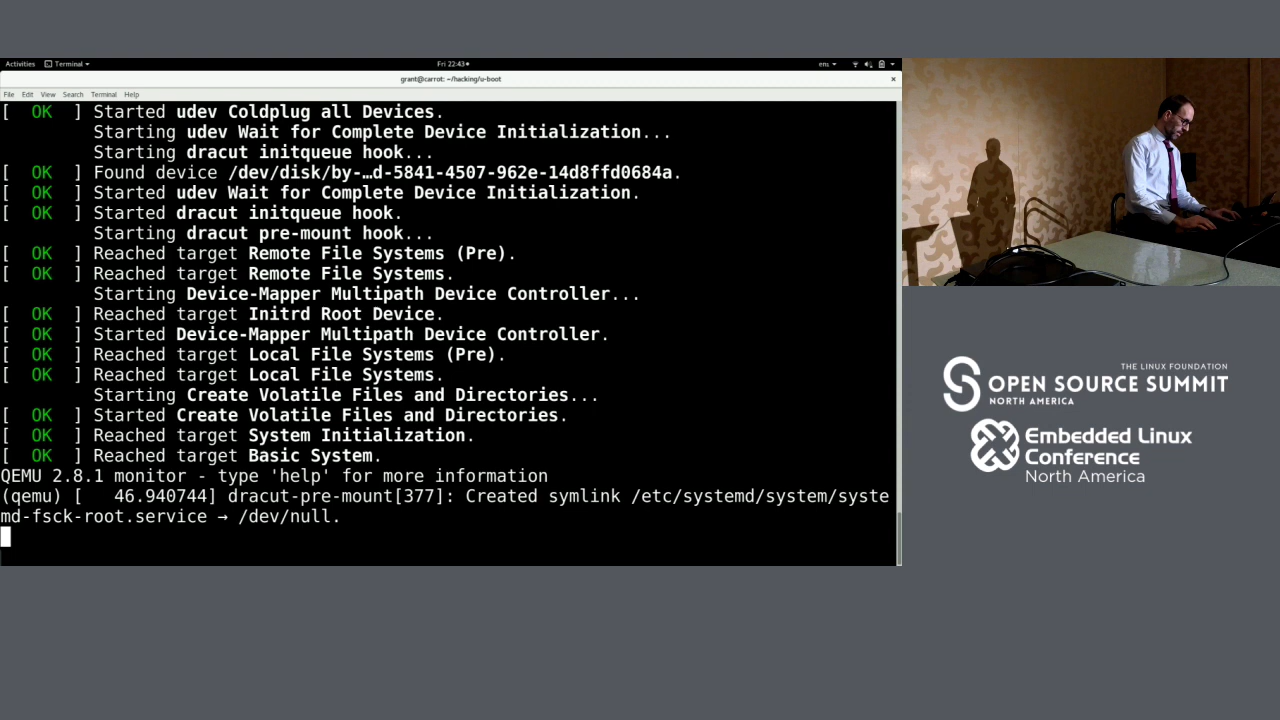 Activities Terminal Fri 22:43 en1
grant@carrot: ~/hacking/u-boot ×
File Edit View Search Terminal Help
[ OK ] Started udev Coldplug all Devices.
Starting udev Wait for Complete Device Initialization...
Starting dracut initqueue hook...
[ OK ] Found device /dev/disk/by-…d-5841-4507-962e-14d8ffd0684a.
[ OK ] Started udev Wait for Complete Device Initialization.
[ OK ] Started dracut initqueue hook.
Starting dracut pre-mount hook...
[ OK ] Reached target Remote File Systems (Pre).
[ OK ] Reached target Remote File Systems.
Starting Device-Mapper Multipath Device Controller...
[ OK ] Reached target Initrd Root Device.
[ OK ] Started Device-Mapper Multipath Device Controller.
[ OK ] Reached target Local File Systems (Pre).
[ OK ] Reached target Local File Systems.
Starting Create Volatile Files and Directories...
[ OK ] Started Create Volatile Files and Directories.
[ OK ] Reached target System Initialization.
[ OK ] Reached target Basic System.
QEMU 2.8.1 monitor - type 'help' for more information
(qemu) [ 46.940744] dracut-pre-mount[377]: Created symlink /etc/systemd/system/syste
md-fsck-root.service → /dev/null.
THE LINUX FOUNDATION
OPEN SOURCE SUMMIT
NORTH AMERICA
Embedded Linux
Conference
North America